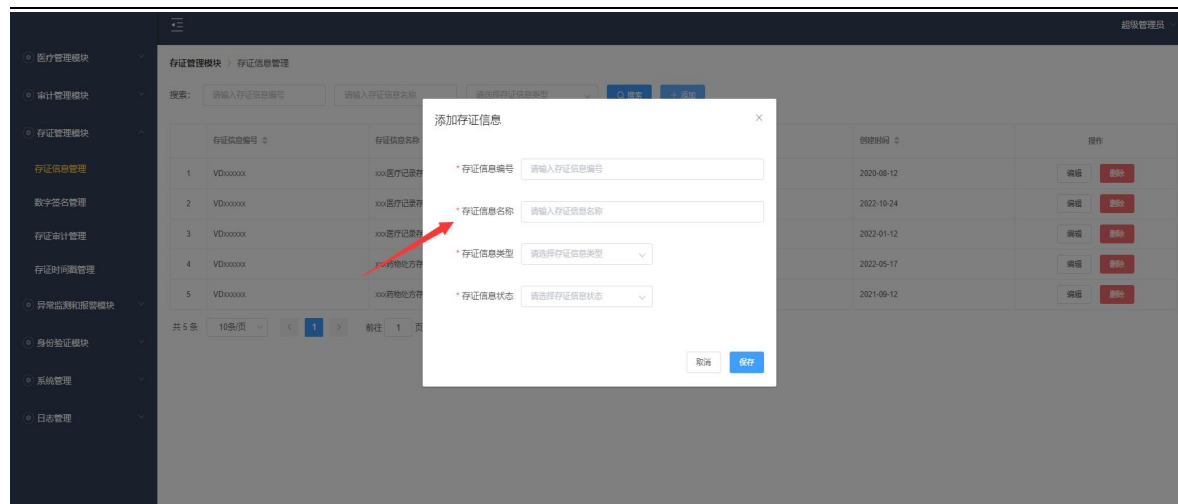 超级管理员
医疗管理模块
审计管理模块
存证管理模块
存证信息管理
数字签名管理
存证审计管理
存证时间戳管理
异常监测和报警模块
身份验证模块
系统管理
日志管理
存证管理模块 > 存证信息管理
搜索: 请输入存证信息编号 请输入存证信息名称 请选择存证信息类型 搜索 + 添加
存证信息编号 存证信息名称 创建时间 操作
1 VDxxxxxx xxx医疗记录存 2020-08-12 编辑 删除
2 VDxxxxxx xxx医疗记录存 2022-10-24 编辑 删除
3 VDxxxxxx xxx医疗记录存 2022-01-12 编辑 删除
4 VDxxxxxx xxx药物处方存 2022-05-17 编辑 删除
5 VDxxxxxx xxx药物处方存 2021-09-12 编辑 删除
共 5 条 10条/页 < 1 > 前往 1 页
添加存证信息 ×
* 存证信息编号 请输入存证信息编号
* 存证信息名称 请输入存证信息名称
* 存证信息类型 请选择存证信息类型
* 存证信息状态 请选择存证信息状态
取消 保存